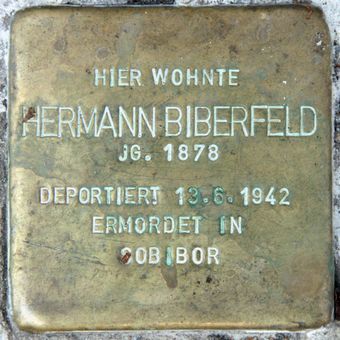 HIER WOHNTE
HERMANN BIBERFELD
JG. 1878
DEPORTIERT 13.6.1942
ERMORDET IN
SOBIBOR